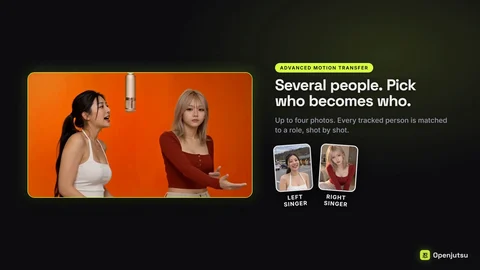 ADVANCED MOTION TRANSFER
Several people. Pick
who becomes who.
Up to four photos. Every tracked person is matched
to a role, shot by shot.
LEFT
SINGER
RIGHT
SINGER
Openjutsu